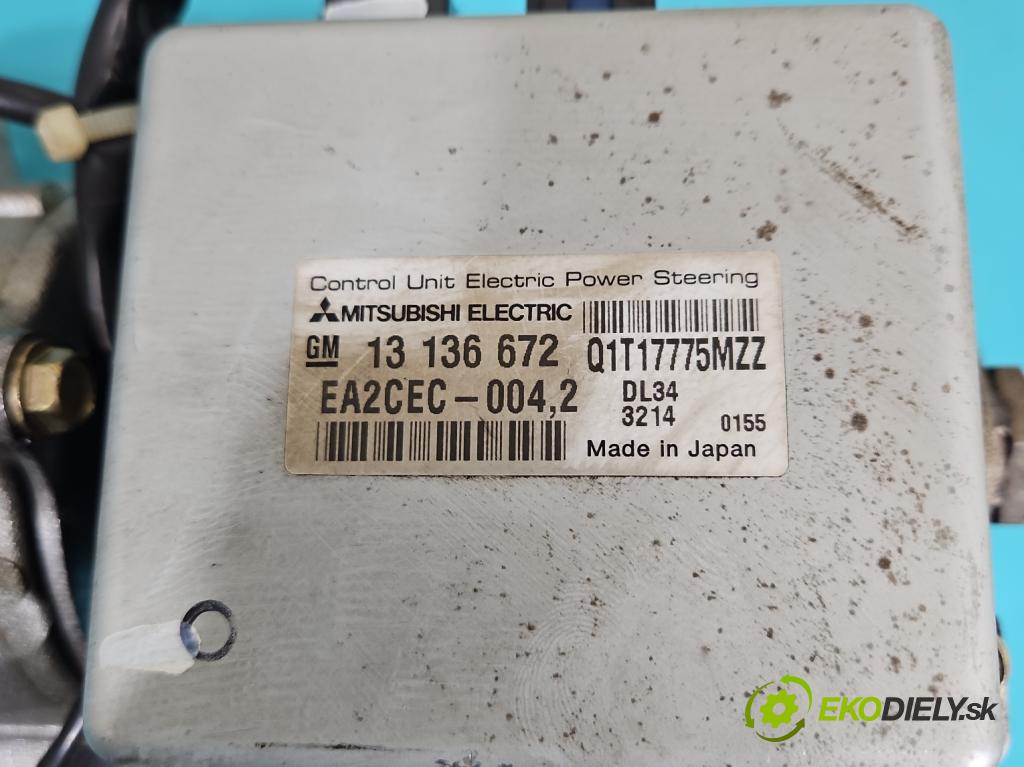 Control Unit Electric Power Steering
MITSUBISHI ELECTRIC
GM 13 136 672 Q1T17775MZZ
EA2CEC-004,2 DL34
3214 0155
Made in Japan
EKODIELY.sk